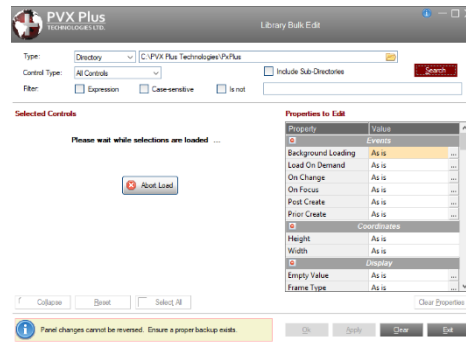 PVX Plus
TECHNOLOGIES LTD.
Library Bulk Edit
Type: Directory C:\PVX Plus Technologies\PxPlus
Control Type: All Controls Include Sub-Directories Search
Filter: Expression Case-sensitive Is not
Selected Controls
Please wait while selections are loaded ...
Abort Load
Properties to Edit
Property Value
Events
Background Loading As is ...
Load On Demand As is ...
On Change As is ...
On Focus As is ...
Post Create As is ...
Prior Create As is ...
Coordinates
Height As is
Width As is
Display
Empty Value As is ...
Frame Type As is ...
Collapse Reset Select All Clear Properties
Panel changes cannot be reversed. Ensure a proper backup exists.
Ok Apply Clear Exit